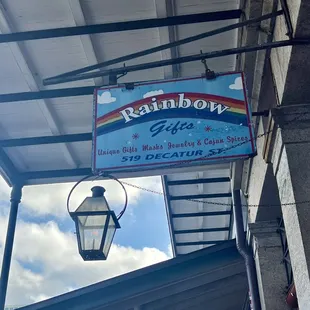 Rainbow
Gifts
Unique Gifts Masks Jewelry & Cajun Spices
519 DECATUR ST.